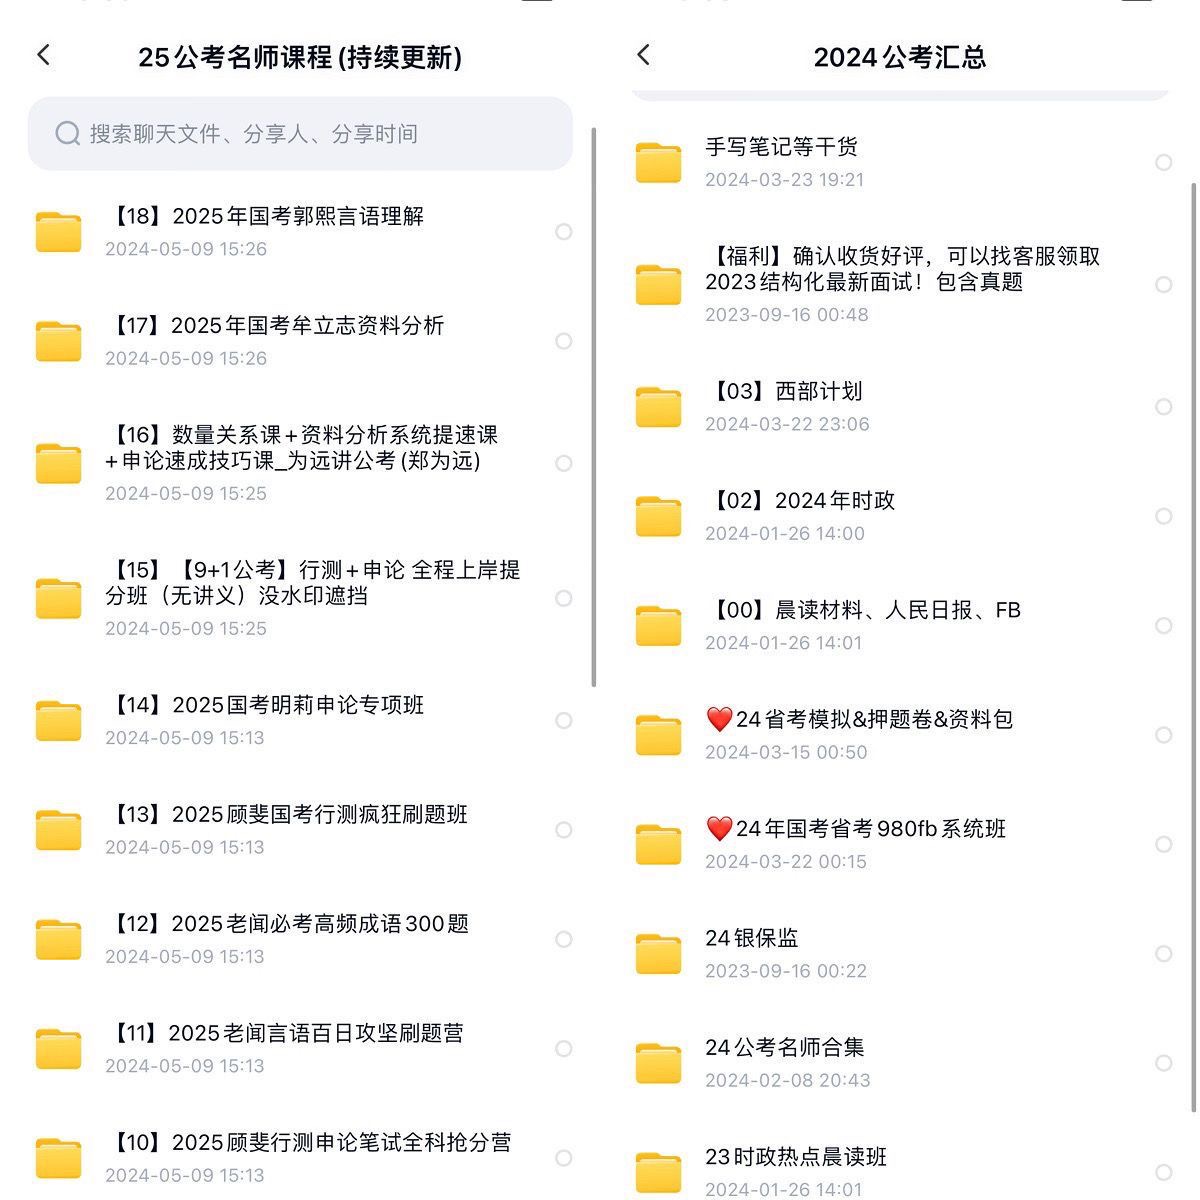 25公考名师课程(持续更新)
搜索聊天文件、分享人、分享时间
【18】2025年国考郭熙言语理解
2024-05-09 15:26
【17】2025年国考牟立志资料分析
2024-05-09 15:26
【16】数量关系课+资料分析系统提速课
+申论速成技巧课_为远讲公考(郑为远)
2024-05-09 15:25
【15】【9+1公考】行测+申论 全程上岸提
分班（无讲义）没水印遮挡
2024-05-09 15:25
【14】2025国考明莉申论专项班
2024-05-09 15:13
【13】2025顾斐国考行测疯狂刷题班
2024-05-09 15:13
【12】2025老闻必考高频成语300题
2024-05-09 15:13
【11】2025老闻言语百日攻坚刷题营
2024-05-09 15:13
【10】2025顾斐行测申论笔试全科抢分营
2024-05-09 15:13
2024公考汇总
手写笔记等干货
2024-03-23 19:21
【福利】确认收货好评，可以找客服领取
2023结构化最新面试！包含真题
2023-09-16 00:48
【03】西部计划
2024-03-22 23:06
【02】2024年时政
2024-01-26 14:00
【00】晨读材料、人民日报、FB
2024-01-26 14:01
❤️24省考模拟&押题卷&资料包
2024-03-15 00:50
❤️24年国考省考980fb系统班
2024-03-22 00:15
24银保监
2023-09-16 00:22
24公考名师合集
2024-02-08 20:43
23时政热点晨读班
2024-01-26 14:01